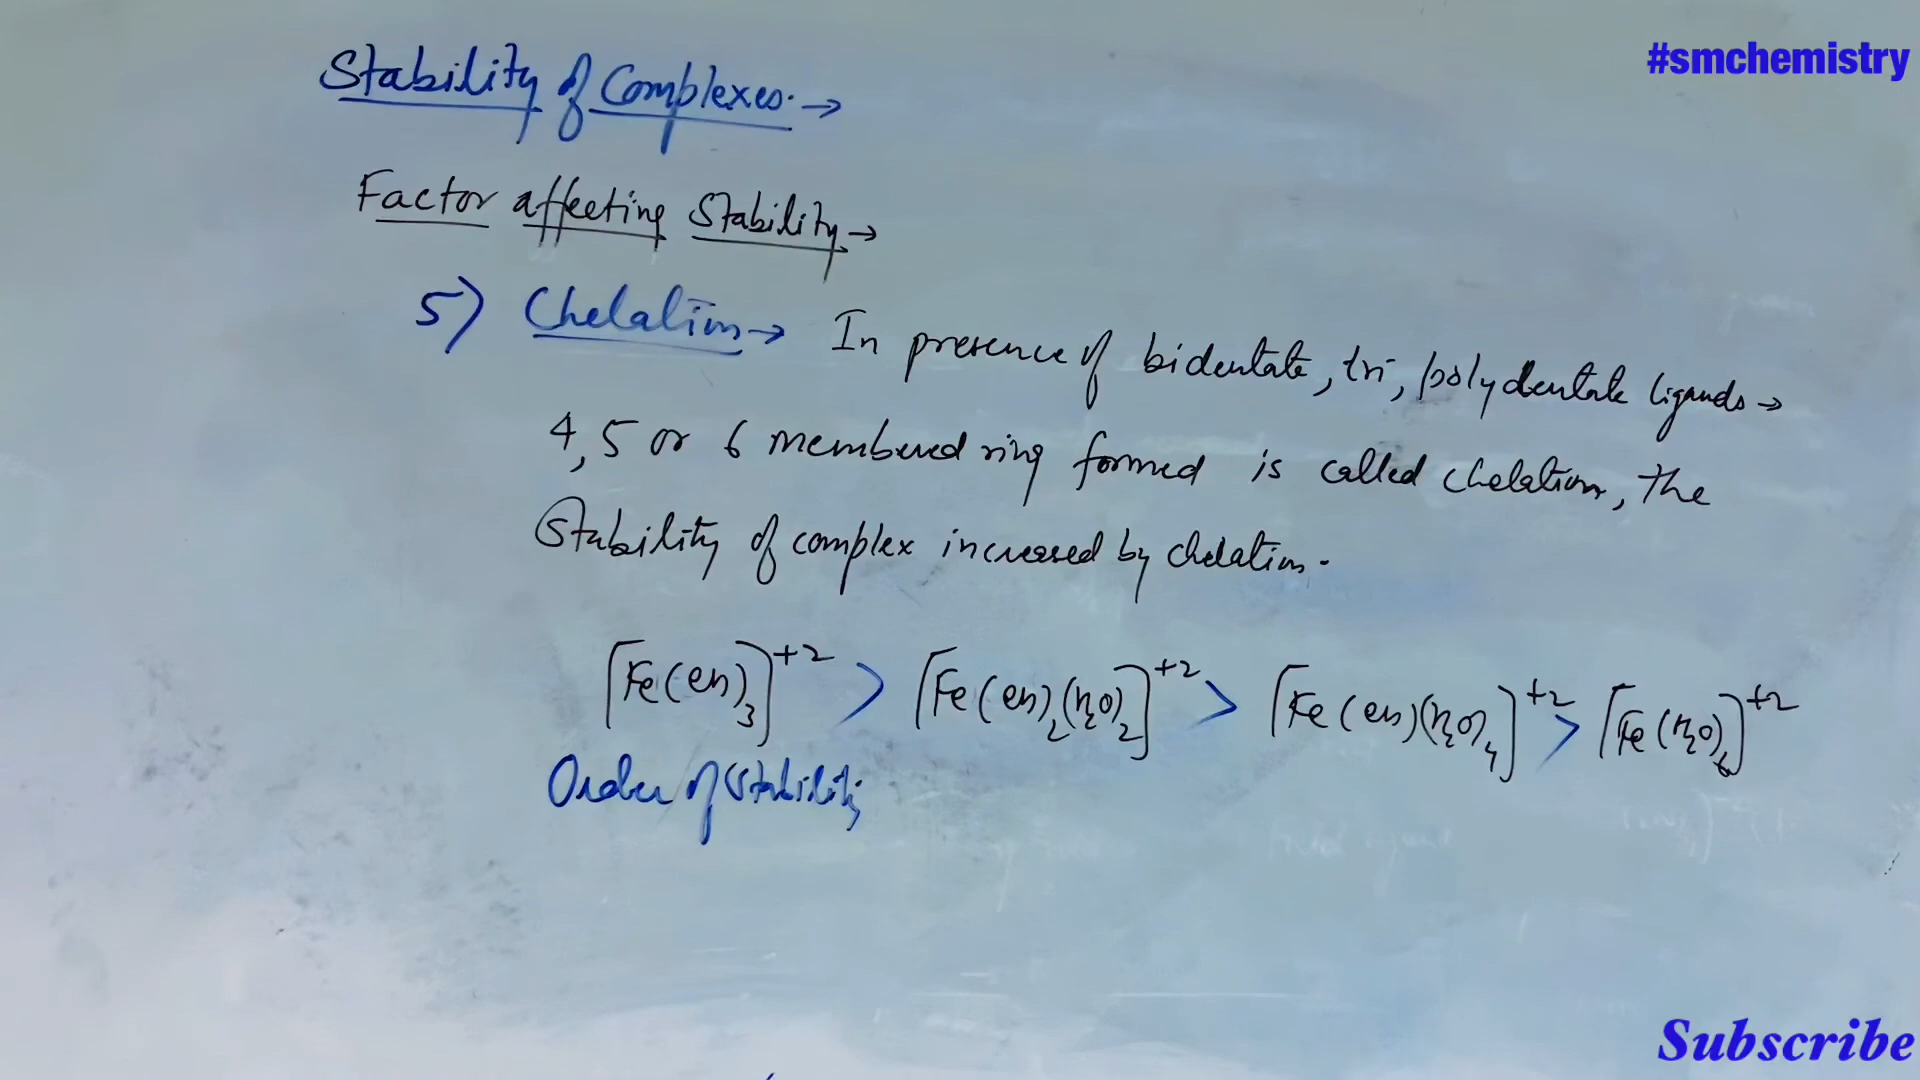 #smchemistry
Stability of Complexes. →
Factor affecting Stability →
5) Chelation → In presence of bidentate, tri, polydentate ligands →
4, 5 or 6 membered ring formed is called chelation, the
Stability of complex increased by chelation.
[Fe(en)₃]⁺² > [Fe(en)₂(H₂O)₂]⁺² > [Fe(en)(H₂O)₄]⁺² > [Fe(H₂O)₆]⁺²
Order of Stability
Subscribe